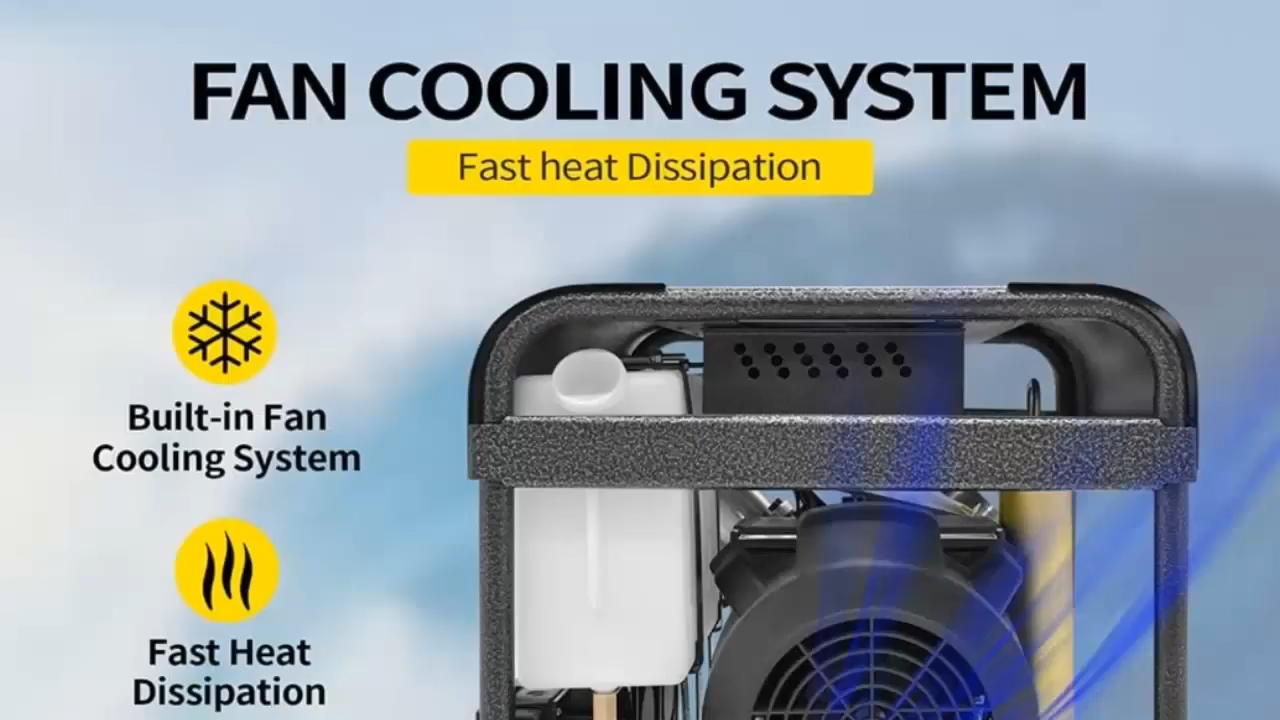 FAN COOLING SYSTEM
Fast heat Dissipation
Built-in Fan
Cooling System
Fast Heat
Dissipation